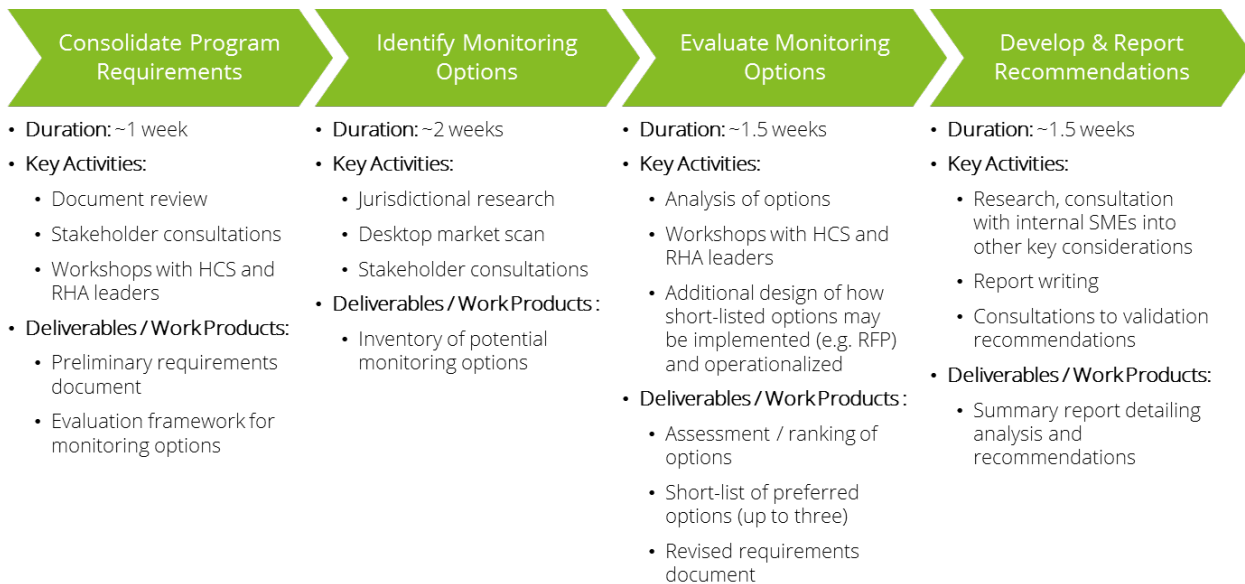 Consolidate Program
Requirements
• Duration: ~1 week
• Key Activities:
• Document review
• Stakeholder consultations
• Workshops with HCS and
RHA leaders
• Deliverables / Work Products:
• Preliminary requirements
document
• Evaluation framework for
monitoring options
Identify Monitoring
Options
• Duration: ~2 weeks
• Key Activities:
• Jurisdictional research
• Desktop market scan
• Stakeholder consultations
• Deliverables / Work Products :
• Inventory of potential
monitoring options
Evaluate Monitoring
Options
• Duration: ~1.5 weeks
• Key Activities:
• Analysis of options
• Workshops with HCS and
RHA leaders
• Additional design of how
short-listed options may
be implemented (e.g. RFP)
and operationalized
• Deliverables / Work Products :
• Assessment / ranking of
options
• Short-list of preferred
options (up to three)
• Revised requirements
document
Develop & Report
Recommendations
• Duration: ~1.5 weeks
• Key Activities:
• Research, consultation
with internal SMEs into
other key considerations
• Report writing
• Consultations to validation
recommendations
• Deliverables / Work Products:
• Summary report detailing
analysis and
recommendations